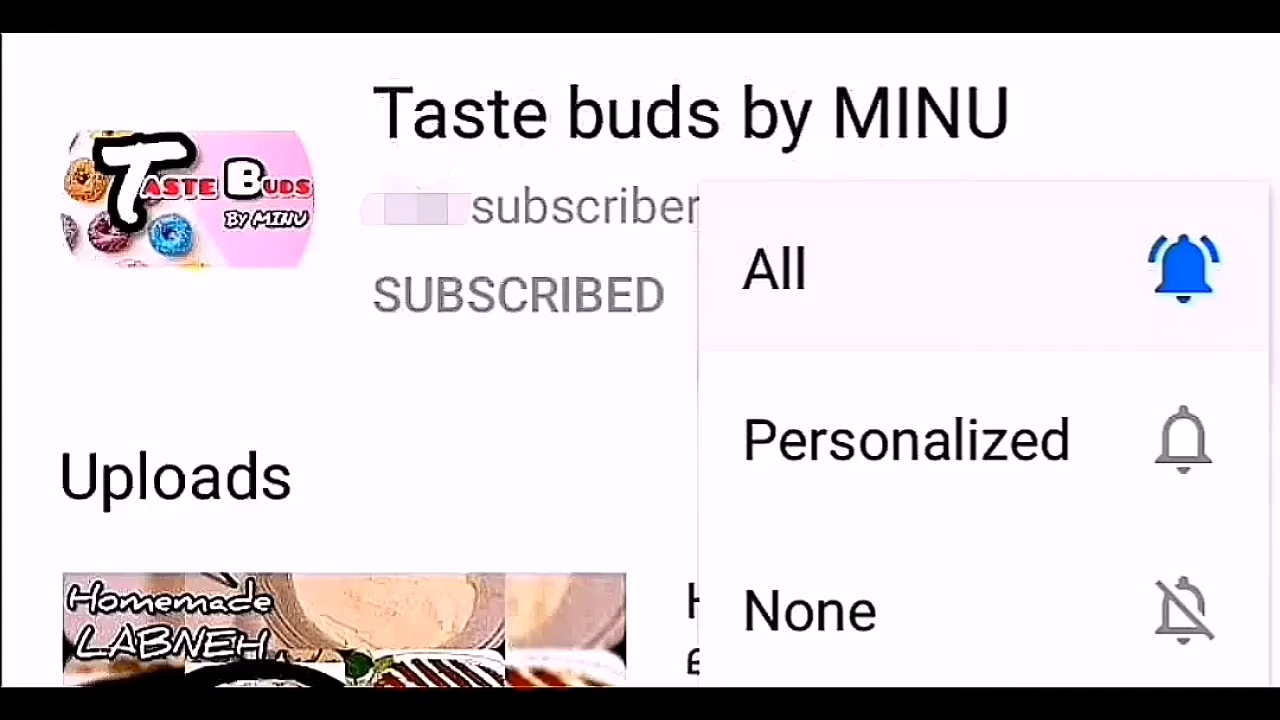 Taste buds by MINU
TASTE BUDS
BY MINU
subscriber
SUBSCRIBED
All
Personalized
None
Uploads
Homemade
LABNEH